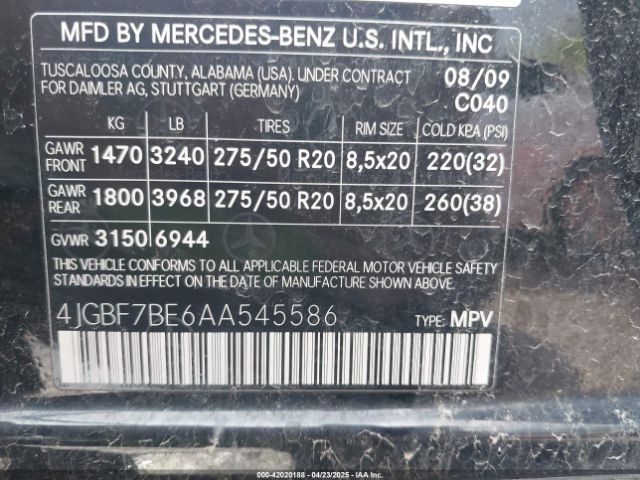 MFD BY MERCEDES-BENZ U.S. INTL., INC
TUSCALOOSA COUNTY, ALABAMA (USA). UNDER CONTRACT 08/09
FOR DAIMLER AG, STUTTGART (GERMANY) C040
KG LB TIRES RIM SIZE COLD KPA (PSI)
GAWR FRONT 1470 3240 275/50 R20 8,5x20 220(32)
GAWR REAR 1800 3968 275/50 R20 8,5x20 260(38)
GVWR 3150 6944
THIS VEHICLE CONFORMS TO ALL APPLICABLE FEDERAL MOTOR VEHICLE SAFETY
STANDARDS IN EFFECT ON THE DATE OF MANUFACTURE SHOWN ABOVE.
4JGBF7BE6AA545586 TYPE: MPV
000-42020188 - 04/23/2025 - IAAI